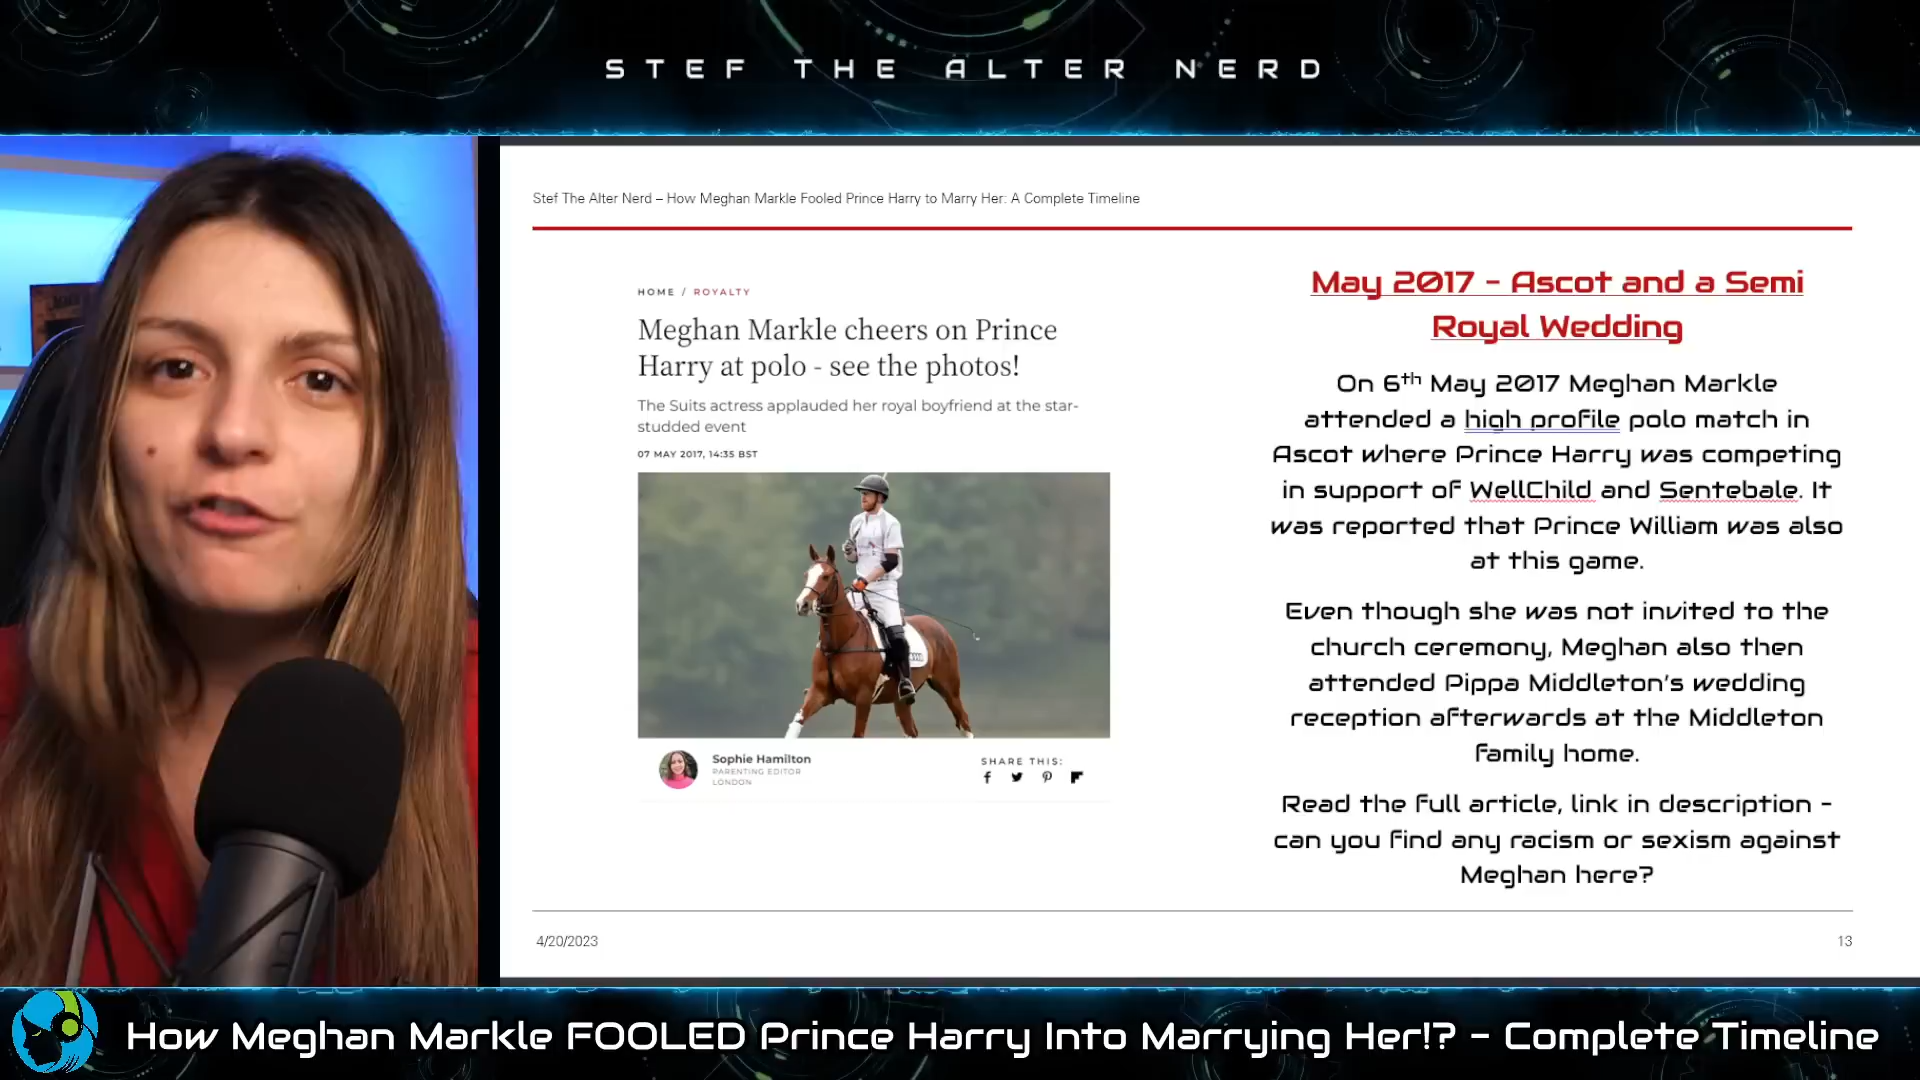 STEF THE ALTER NERD
Stef The Alter Nerd – How Meghan Markle Fooled Prince Harry to Marry Her: A Complete Timeline
HOME / ROYALTY
Meghan Markle cheers on Prince
Harry at polo - see the photos!
The Suits actress applauded her royal boyfriend at the star-
studded event
07 MAY 2017, 14:35 BST
Sophie Hamilton
PARENTING EDITOR
LONDON
SHARE THIS:
May 2017 - Ascot and a Semi
Royal Wedding
On 6th May 2017 Meghan Markle
attended a high profile polo match in
Ascot where Prince Harry was competing
in support of WellChild and Sentebale. It
was reported that Prince William was also
at this game.
Even though she was not invited to the
church ceremony, Meghan also then
attended Pippa Middleton's wedding
reception afterwards at the Middleton
family home.
Read the full article, link in description -
can you find any racism or sexism against
Meghan here?
4/20/2023
13
How Meghan Markle FOOLED Prince Harry Into Marrying Her!? - Complete Timeline